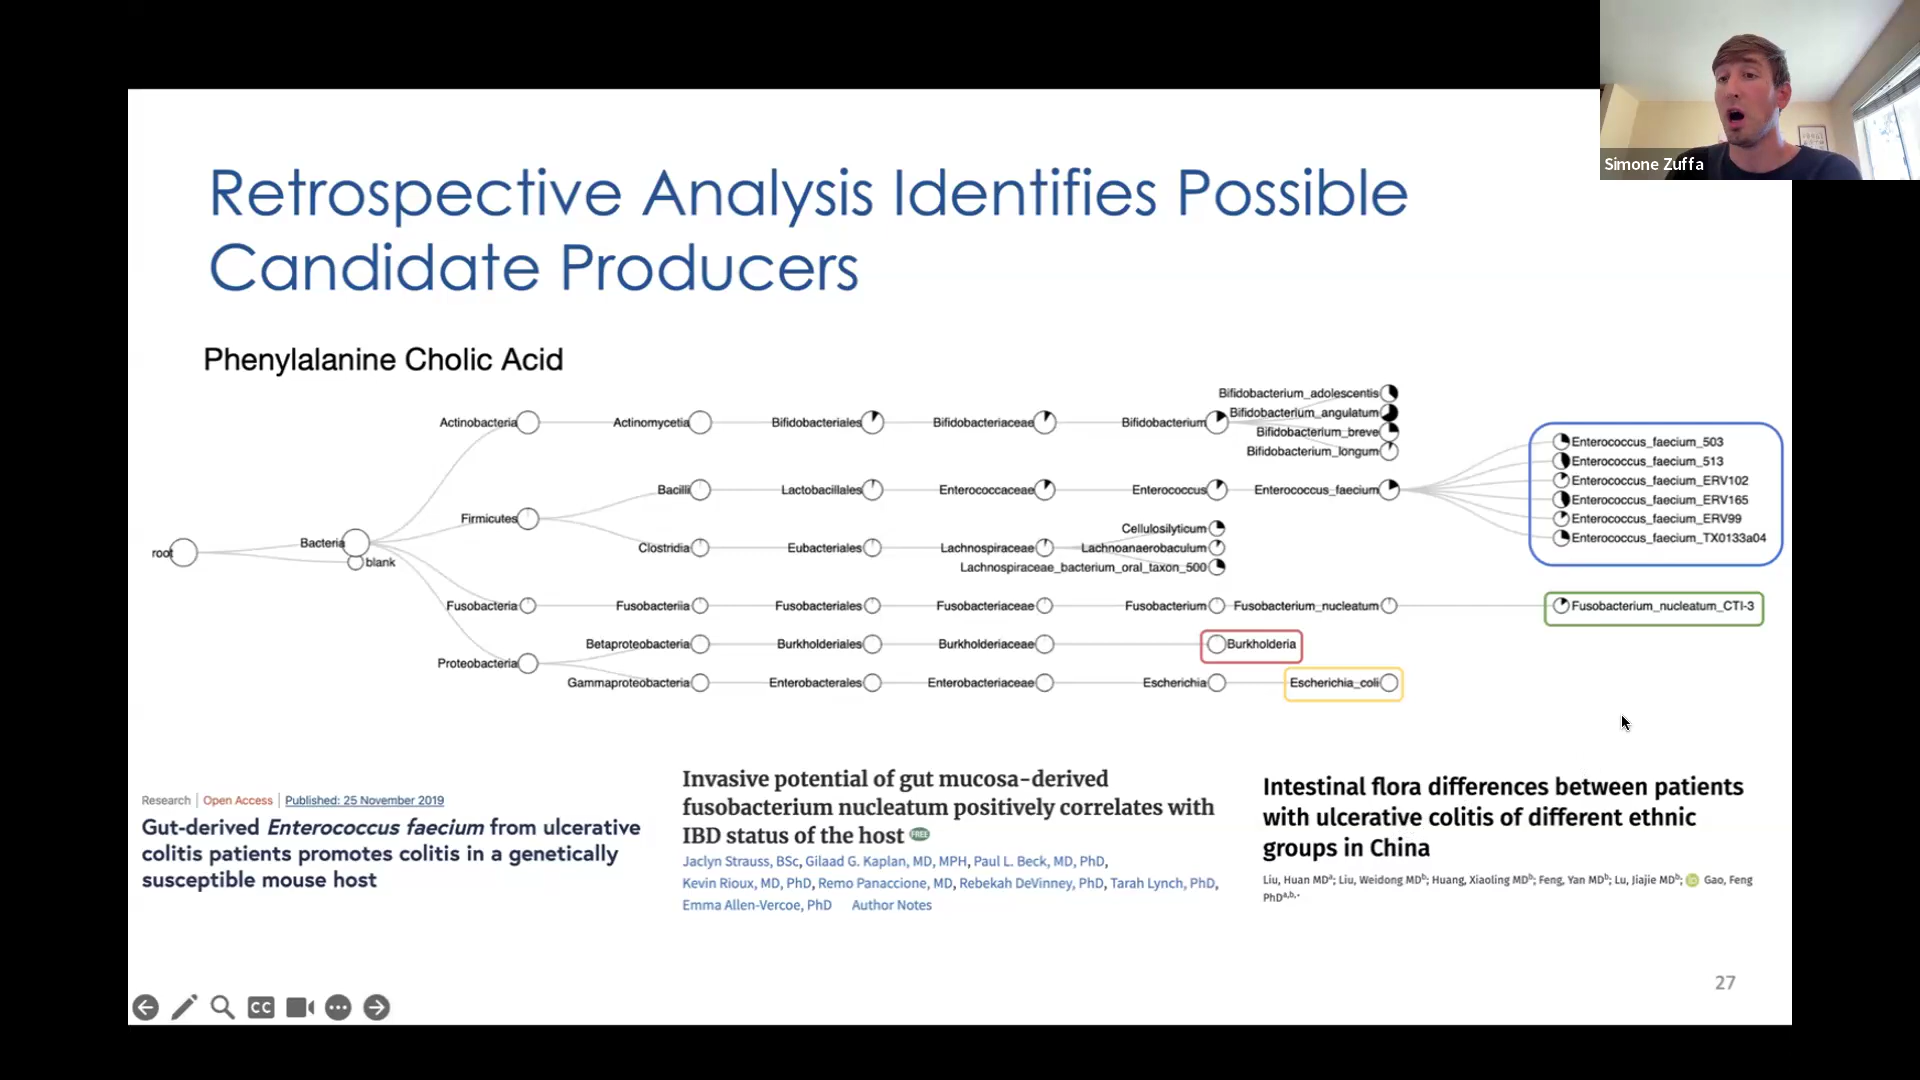 Simone Zuffa
Retrospective Analysis Identifies Possible
Candidate Producers
Phenylalanine Cholic Acid
root
Bacteria
blank
Actinobacteria
Actinomycetia
Bifidobacteriales
Bifidobacteriaceae
Bifidobacterium
Bifidobacterium_adolescentis
Bifidobacterium_angulatum
Bifidobacterium_breve
Bifidobacterium_longum
Firmicutes
Bacilli
Lactobacillales
Enterococcaceae
Enterococcus
Enterococcus_faecium
Enterococcus_faecium_503
Enterococcus_faecium_513
Enterococcus_faecium_ERV102
Enterococcus_faecium_ERV165
Enterococcus_faecium_ERV99
Enterococcus_faecium_TX0133a04
Clostridia
Eubacteriales
Lachnospiraceae
Cellulosilyticum
Lachnoanaerobaculum
Lachnospiraceae_bacterium_oral_taxon_500
Fusobacteria
Fusobacteriia
Fusobacteriales
Fusobacteriaceae
Fusobacterium
Fusobacterium_nucleatum
Fusobacterium_nucleatum_CTI-3
Proteobacteria
Betaproteobacteria
Burkholderiales
Burkholderiaceae
Burkholderia
Gammaproteobacteria
Enterobacterales
Enterobacteriaceae
Escherichia
Escherichia_coli
Research | Open Access | Published: 25 November 2019
Gut-derived Enterococcus faecium from ulcerative
colitis patients promotes colitis in a genetically
susceptible mouse host
Invasive potential of gut mucosa-derived
fusobacterium nucleatum positively correlates with
IBD status of the host FREE
Jaclyn Strauss, BSc, Gilaad G. Kaplan, MD, MPH, Paul L. Beck, MD, PhD,
Kevin Rioux, MD, PhD, Remo Panaccione, MD, Rebekah DeVinney, PhD, Tarah Lynch, PhD,
Emma Allen-Vercoe, PhD Author Notes
Intestinal flora differences between patients
with ulcerative colitis of different ethnic
groups in China
Liu, Huan MDa; Liu, Weidong MDb; Huang, Xiaoling MDb; Feng, Yan MDb; Lu, Jiajie MDb; iD Gao, Feng
PhDa,b,*
27
CC